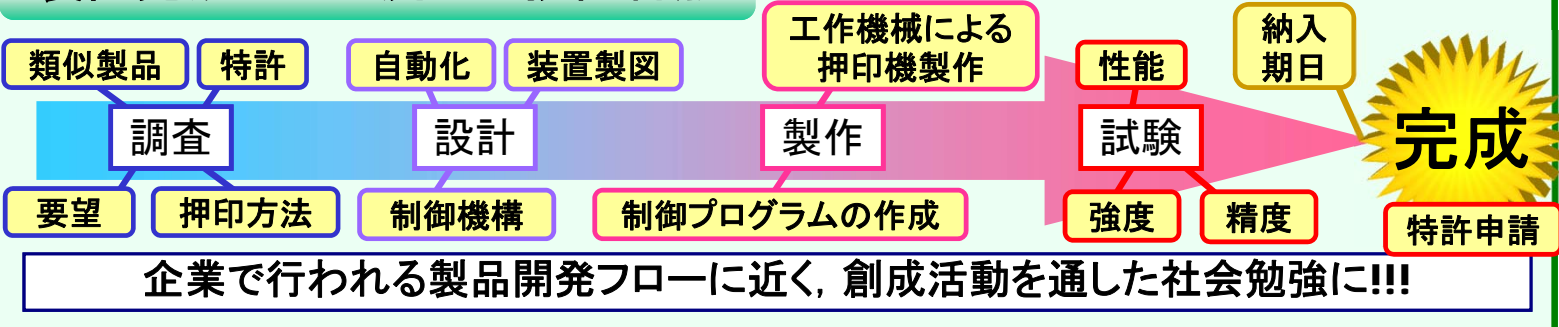 類似製品
特許
自動化
装置製図
工作機械による
押印機製作
性能
納入
期日
調査
設計
製作
試験
完成
要望
押印方法
制御機構
制御プログラムの作成
強度
精度
特許申請
企業で行われる製品開発フローに近く, 創成活動を通した社会勉強に!!!